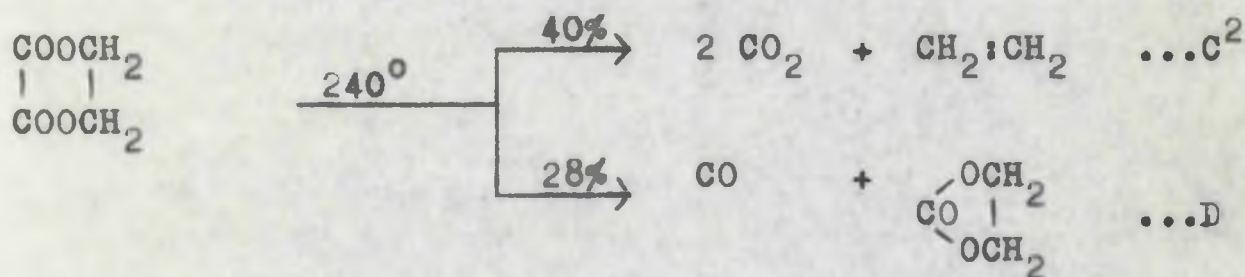 COOCH2 240° 40% 2 CO2 + CH2:CH2 ...C2
COOCH2 28% CO + CO OCH2 OCH2 ...D